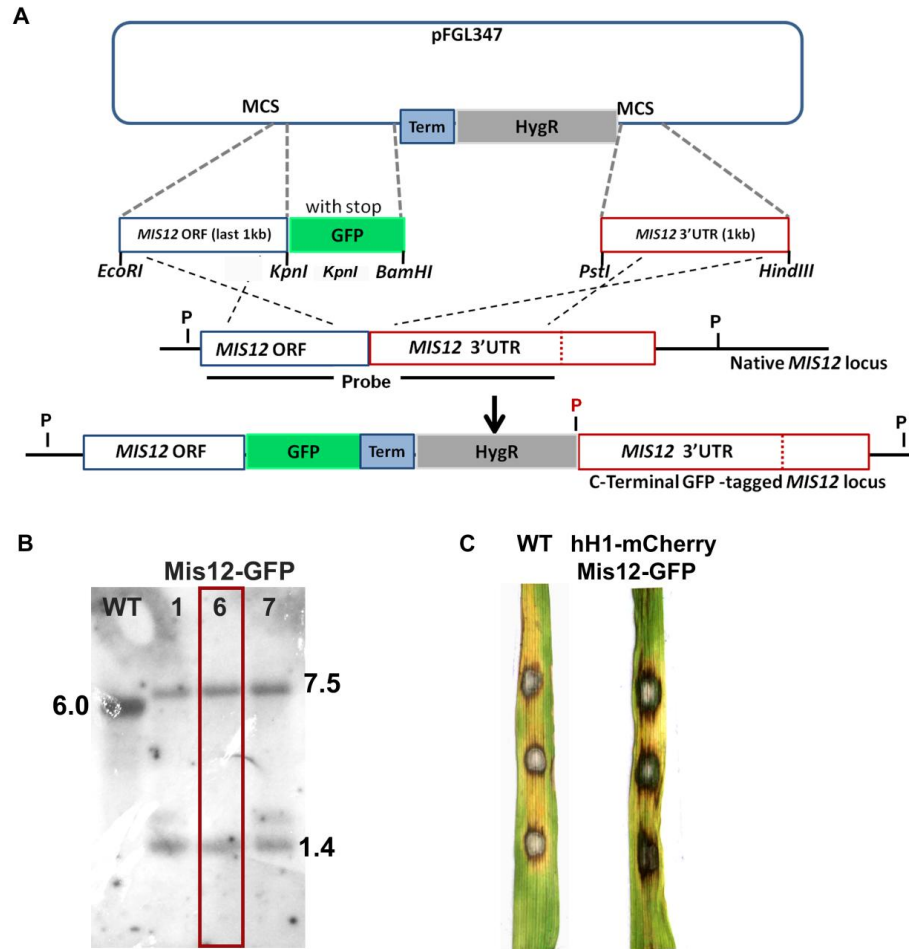 A
pFGL347
MCS
MCS
Term
HygR
with stop
MIS12 ORF (last 1kb)
GFP
MIS12 3'UTR (1kb)
EcoRI
KpnI
KpnI
BamHI
PstI
HindIII
P
P
MIS12 ORF
MIS12 3'UTR
Native MIS12 locus
Probe
P
P
P
MIS12 ORF
GFP
Term
HygR
MIS12 3'UTR
C-Terminal GFP -tagged MIS12 locus
B
Mis12-GFP
WT 1 6 7
7.5
6.0
1.4
C
WT
hH1-mCherry
Mis12-GFP